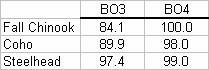 BO3 BO4
Fall Chinook 84.1 100.0
Coho 89.9 98.0
Steelhead 97.4 99.0